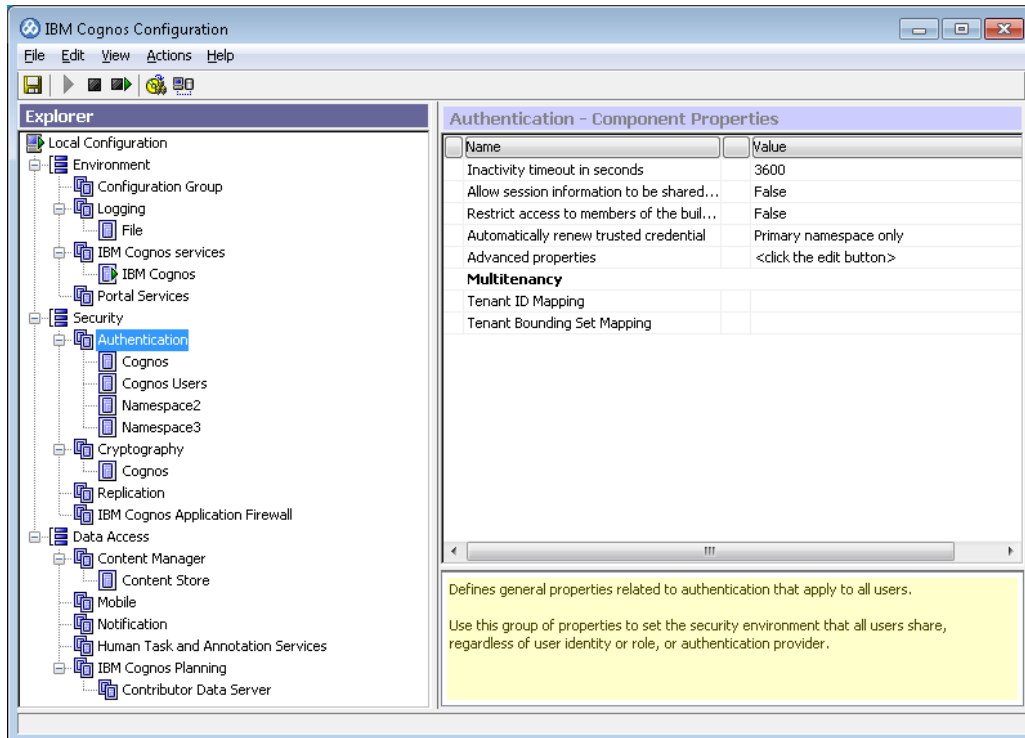 IBM Cognos Configuration
File Edit View Actions Help
Explorer
Local Configuration
Environment
Configuration Group
Logging
File
IBM Cognos services
IBM Cognos
Portal Services
Security
Authentication
Cognos
Cognos Users
Namespace2
Namespace3
Cryptography
Cognos
Replication
IBM Cognos Application Firewall
Data Access
Content Manager
Content Store
Mobile
Notification
Human Task and Annotation Services
IBM Cognos Planning
Contributor Data Server
Authentication - Component Properties
Name Value
Inactivity timeout in seconds 3600
Allow session information to be shared... False
Restrict access to members of the buil... False
Automatically renew trusted credential Primary namespace only
Advanced properties <click the edit button>
Multitenancy
Tenant ID Mapping
Tenant Bounding Set Mapping
Defines general properties related to authentication that apply to all users.
Use this group of properties to set the security environment that all users share,
regardless of user identity or role, or authentication provider.